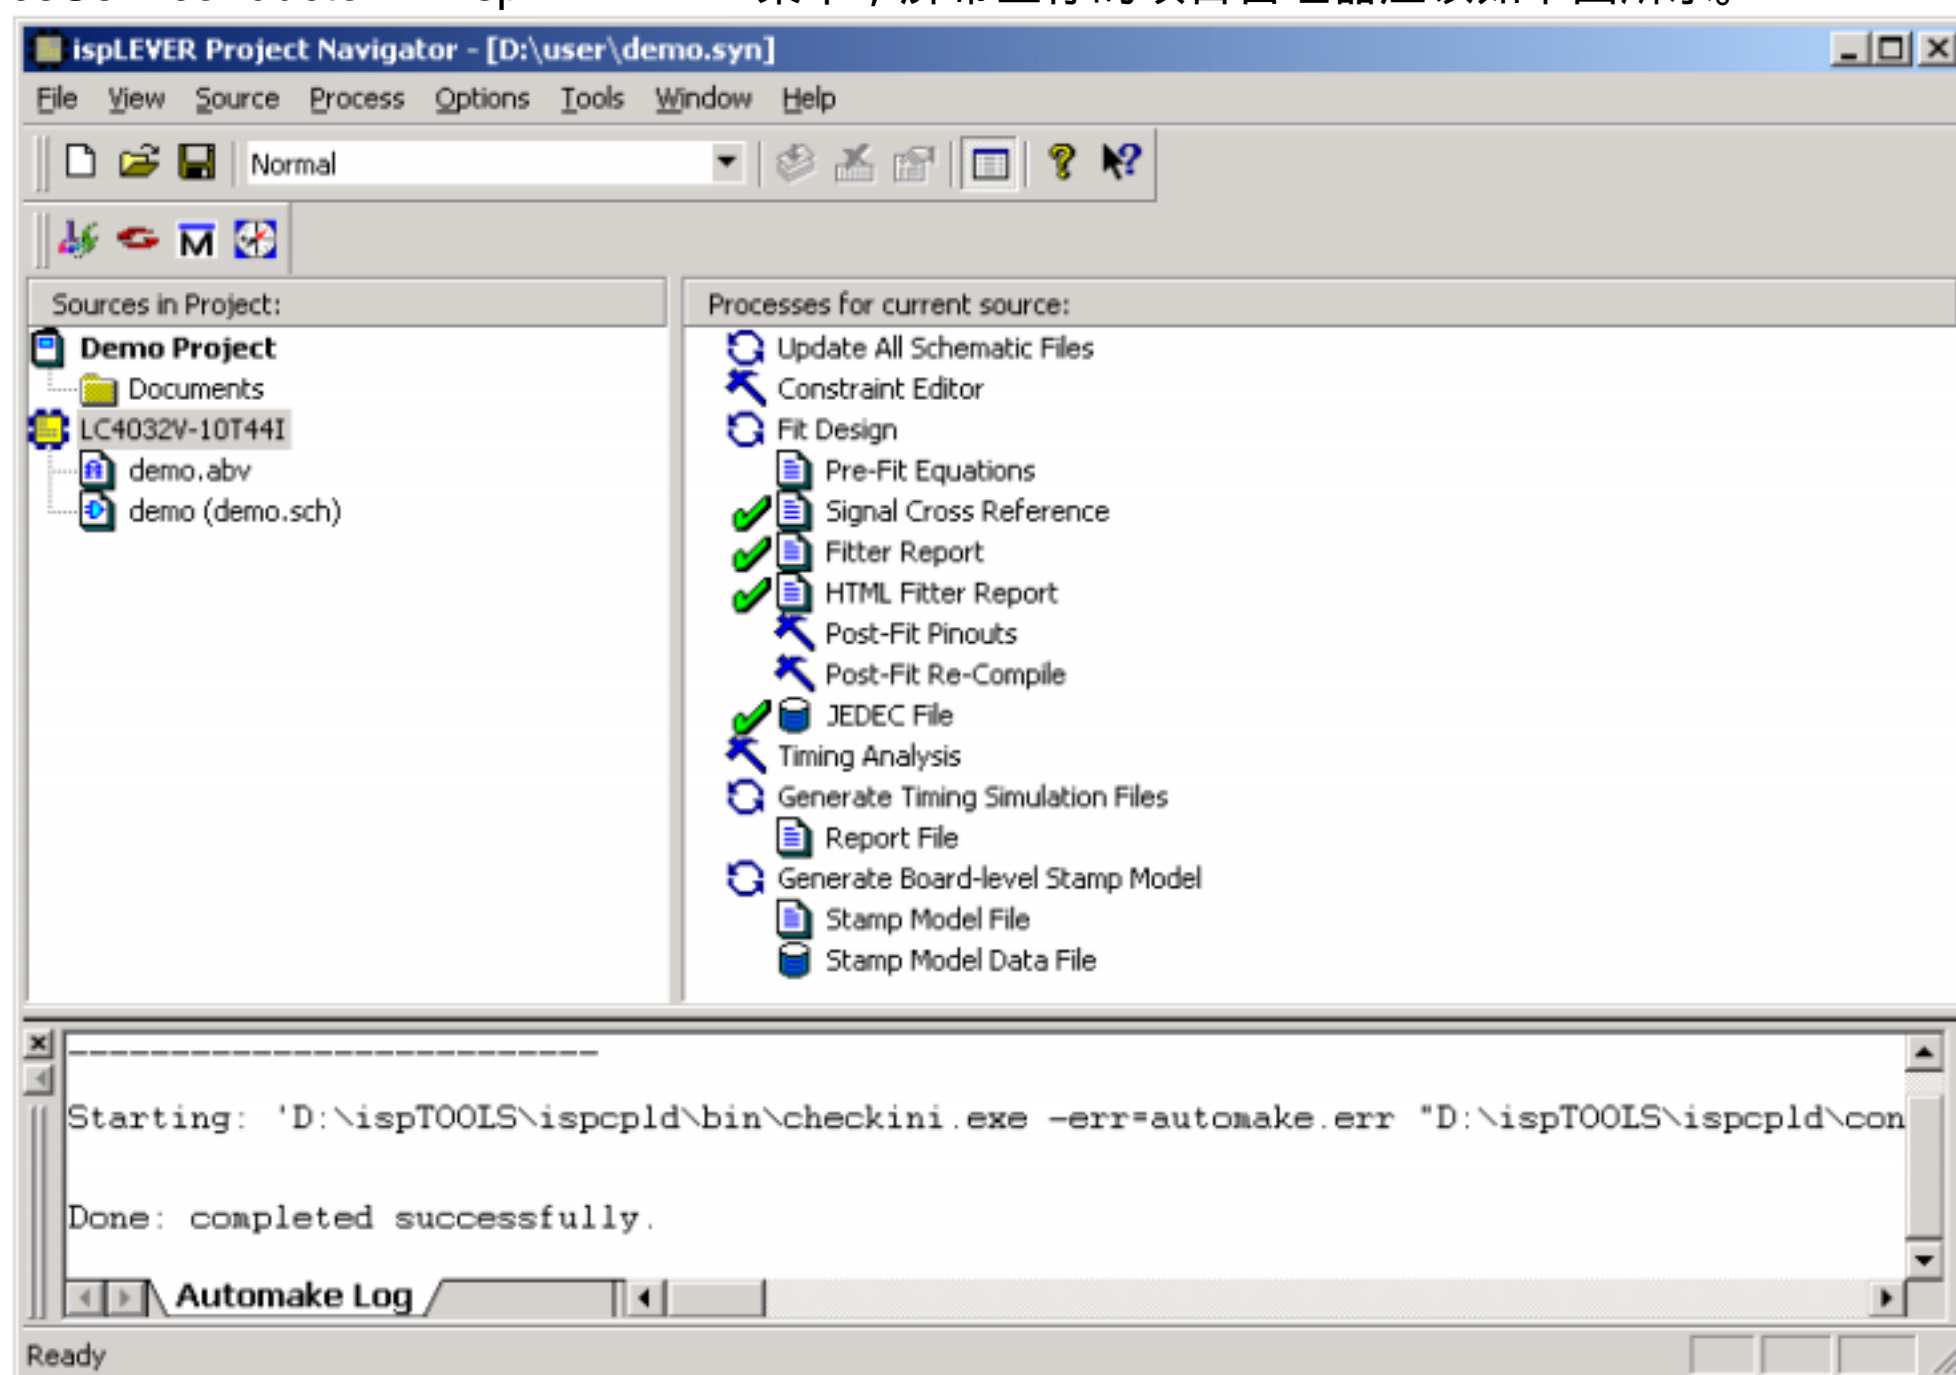 ispLEVER Project Navigator - [D:\user\demo.syn]
File View Source Process Options Tools Window Help
Normal
Sources in Project:
Demo Project
Documents
LC4032V-10T44I
demo.abv
demo (demo.sch)
Processes for current source:
Update All Schematic Files
Constraint Editor
Fit Design
Pre-Fit Equations
Signal Cross Reference
Fitter Report
HTML Fitter Report
Post-Fit Pinouts
Post-Fit Re-Compile
JEDEC File
Timing Analysis
Generate Timing Simulation Files
Report File
Generate Board-level Stamp Model
Stamp Model File
Stamp Model Data File
--------------------------
Starting: 'D:\ispTOOLS\ispcpld\bin\checkini.exe -err=automake.err "D:\ispTOOLS\ispcpld\con
Done: completed successfully.
Automake Log
Ready